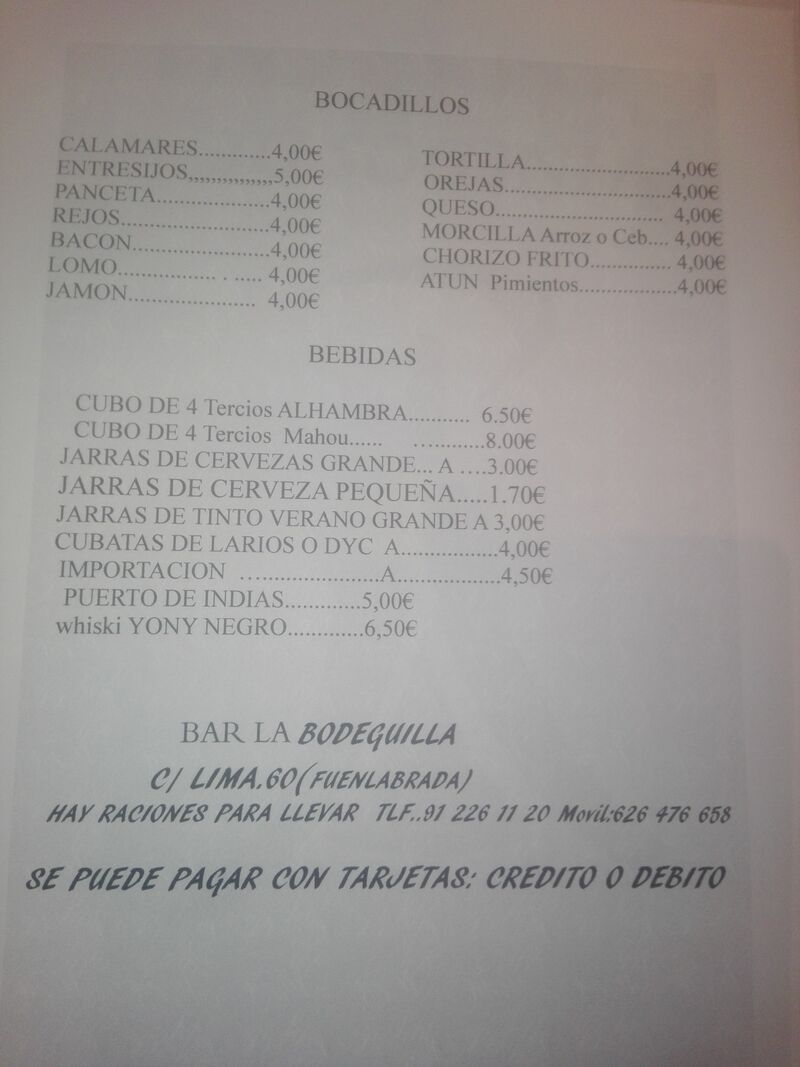 BOCADILLOS
CALAMARES............4,00€
ENTRESIJOS,,,,,,,,,,,,,,,5,00€
PANCETA...................4,00€
REJOS.........................4,00€
BACON.......................4,00€
LOMO................. . ..... 4,00€
JAMON...................... 4,00€
TORTILLA.........................4,00€
OREJAS.............................4,00€
QUESO............................. 4,00€
MORCILLA Arroz o Ceb.... 4,00€
CHORIZO FRITO.............. 4,00€
ATUN Pimientos.................4,00€
BEBIDAS
CUBO DE 4 Tercios ALHAMBRA........... 6.50€
CUBO DE 4 Tercios Mahou...... ............8.00€
JARRAS DE CERVEZAS GRANDE... A ....3.00€
JARRAS DE CERVEZA PEQUEÑA.....1.70€
JARRAS DE TINTO VERANO GRANDE A 3,00€
CUBATAS DE LARIOS O DYC A.................4,00€
IMPORTACION ........................A..................4,50€
PUERTO DE INDIAS.............5,00€
whiski YONY NEGRO.............6,50€
BAR LA BODEGUILLA
C/ LIMA.60(FUENLABRADA)
HAY RACIONES PARA LLEVAR TLF..91 226 11 20 Movil:626 476 658
SE PUEDE PAGAR CON TARJETAS: CREDITO O DEBITO